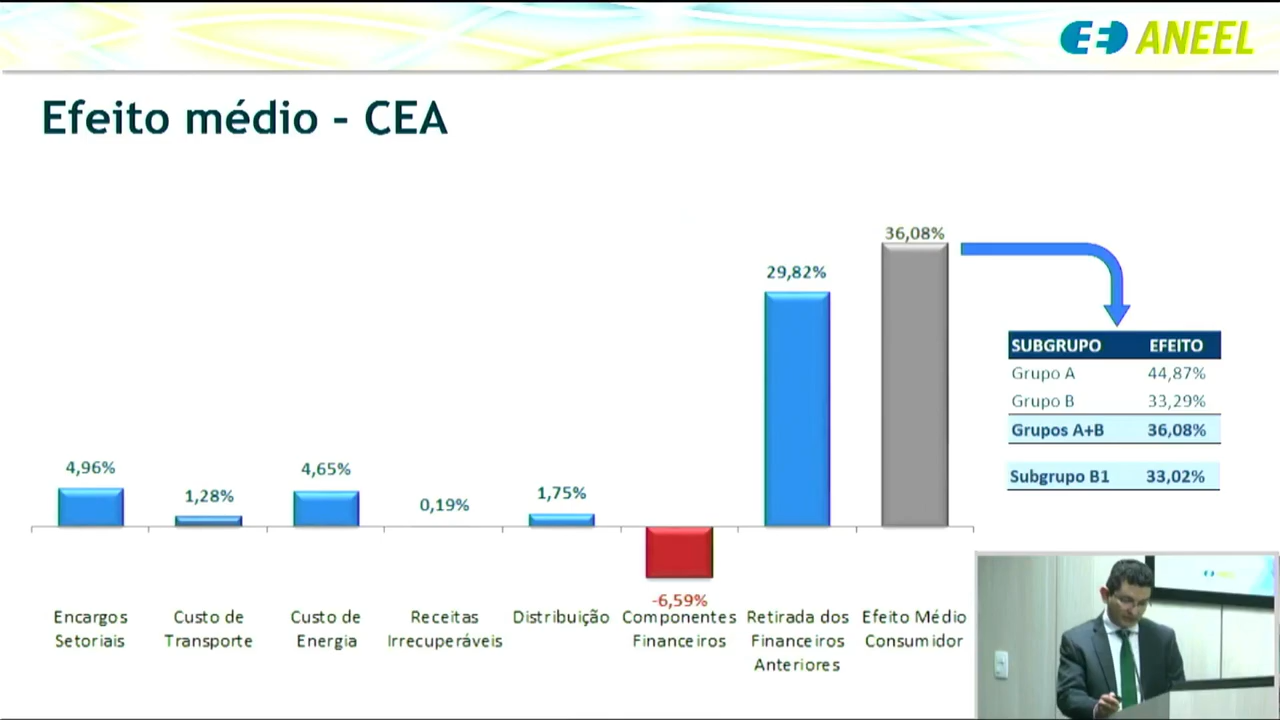 ANEEL
Efeito médio - CEA
36,08%
29,82%
4,96%
1,28%
4,65%
0,19%
1,75%
-6,59%
Encargos
Setoriais
Custo de
Transporte
Custo de
Energia
Receitas
Irrecuperáveis
Distribuição
Componentes
Financeiros
Retirada dos
Financeiros
Anteriores
Efeito Médio
Consumidor
SUBGRUPO EFEITO
Grupo A 44,87%
Grupo B 33,29%
Grupos A+B 36,08%
Subgrupo B1 33,02%